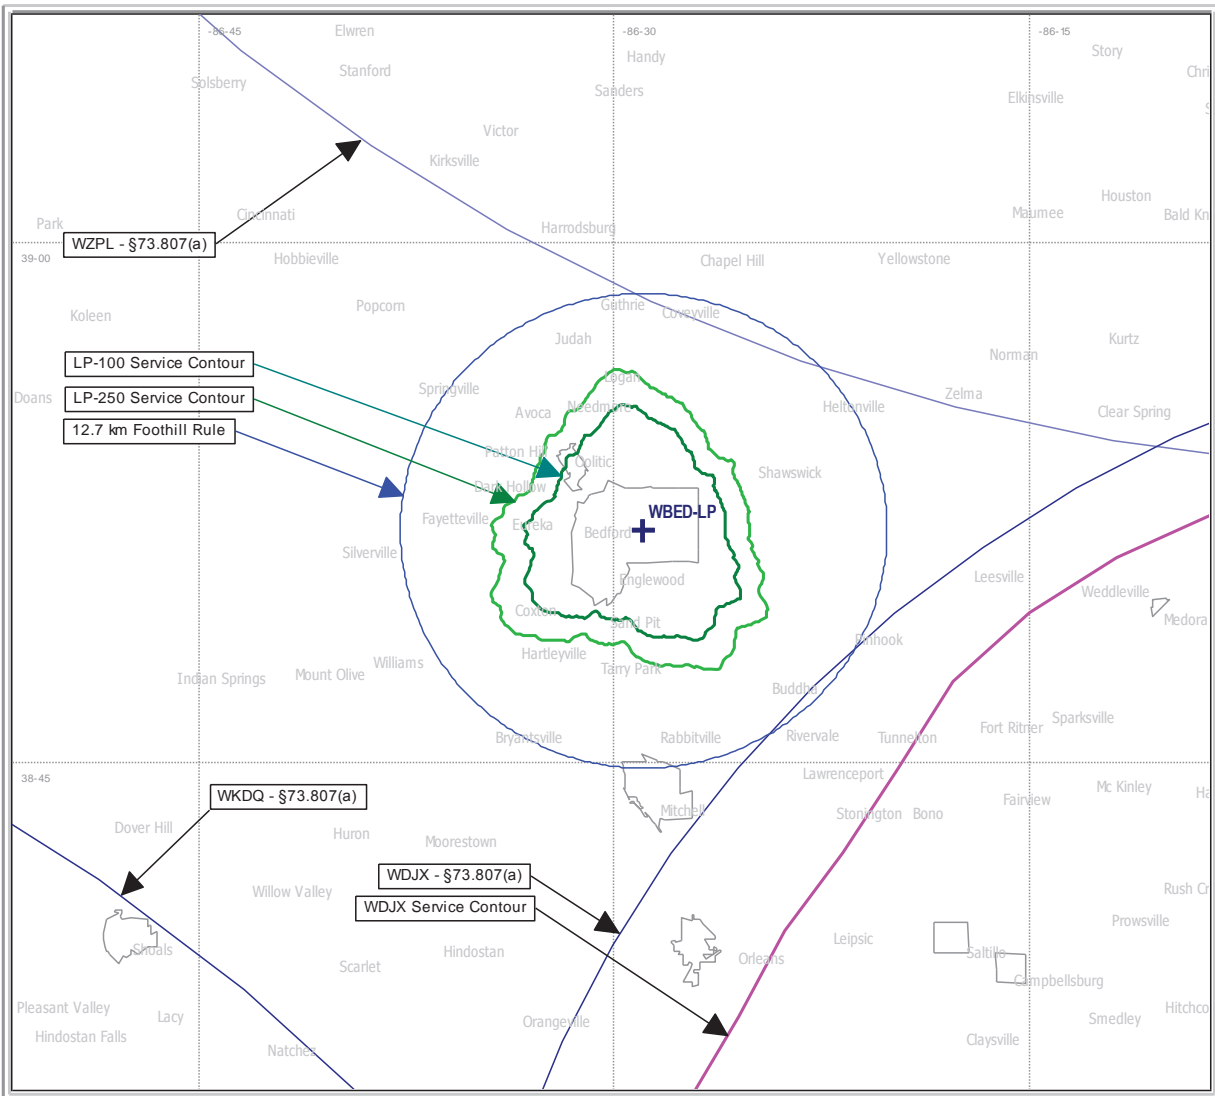 -86-45
-86-30
-86-15
Elwren
Handy
Story
Stanford
Chri
Solsberry
Sanders
Elkinsville
Victor
Kirksville
Houston
Cincinnati
Maumee
Bald Kn
Park
Harrodsburg
WZPL - §73.807(a)
39-00
Hobbieville
Chapel Hill
Yellowstone
Popcorn
Guthrie
Coveyville
Koleen
Judah
Kurtz
Norman
LP-100 Service Contour
Logan
Springville
Zelma
Doans
LP-250 Service Contour
Avoca
Needmore
Heltonville
Clear Spring
12.7 km Foothill Rule
Patton Hill
Oolitic
Shawswick
Dark Hollow
Fayetteville
Eureka
WBED-LP
Bedford
Silverville
Englewood
Leesville
Weddleville
Coxton
Sand Pit
Medora
Hartleyville
Pinhook
Williams
Tarry Park
Indian Springs
Mount Olive
Buddha
Bryantsville
Rabbitville
Rivervale
Tunnelton
Fort Ritner
Sparksville
38-45
Lawrenceport
Mc Kinley
Ha
WKDQ - §73.807(a)
Fairview
Mitchell
Stonington
Bono
Dover Hill
Huron
Moorestown
WDJX - §73.807(a)
Willow Valley
Rush Cr
WDJX Service Contour
Prowsville
Shoals
Hindostan
Leipsic
Saltillo
Scarlet
Orleans
Campbellsburg
Pleasant Valley
Lacy
Orangeville
Smedley
Hitchco
Hindostan Falls
Natchez
Claysville